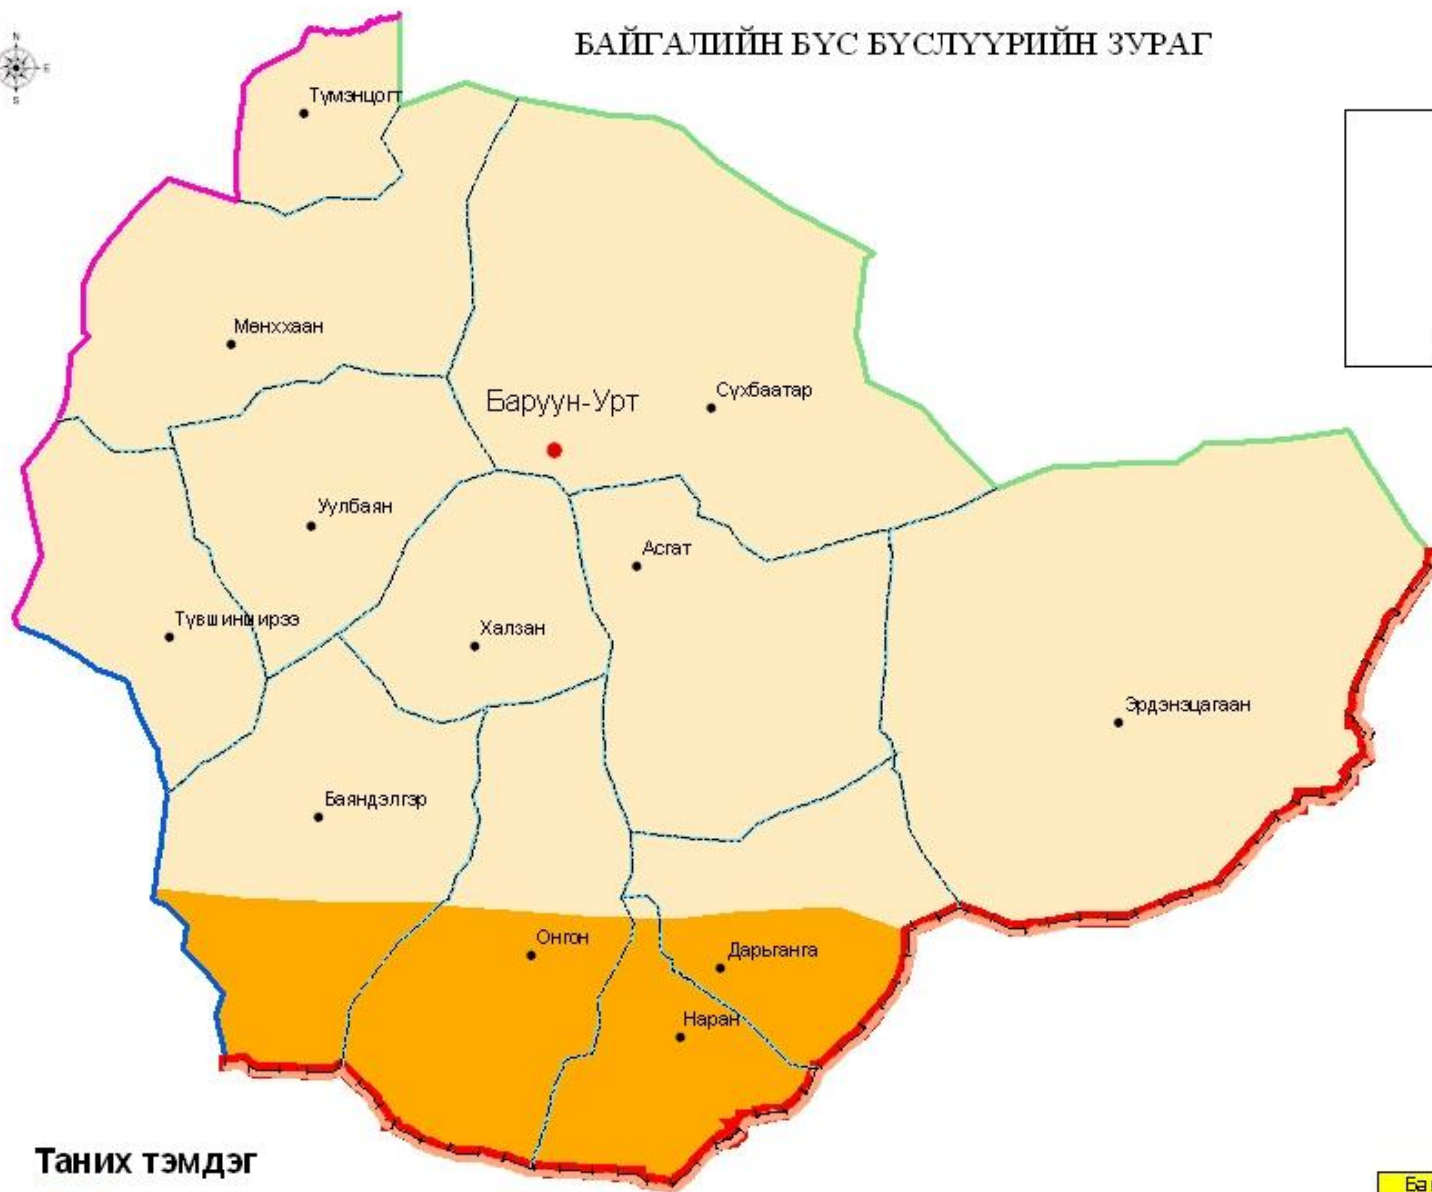 БАЙГАЛИЙН БҮС БҮСЛҮҮРИЙН ЗУРАГ
N
E
S
Түмэнцогт
Мөнххаан
Баруун-Урт
Сүхбаатар
Уулбаян
Асгат
Түвшинширээ
Халзан
Эрдэнэцагаан
Баяндэлгэр
Онгон
Дарьганга
Наран
Таних тэмдэг